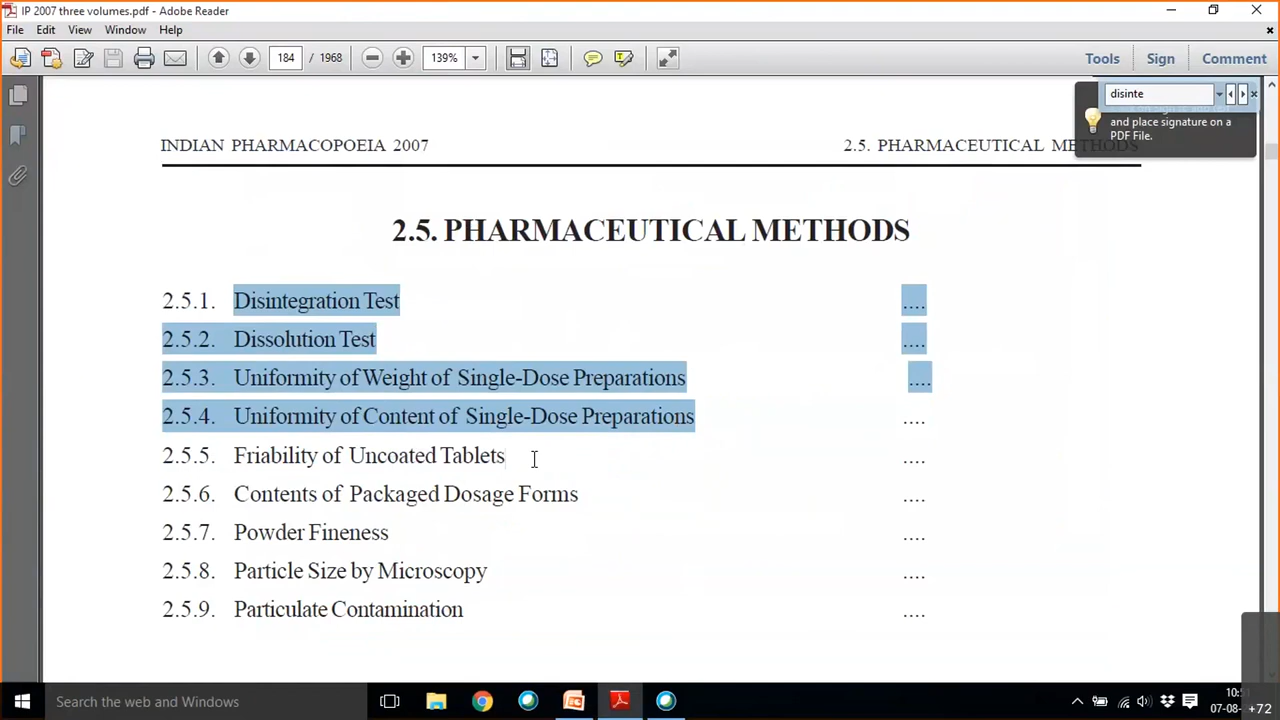 IP 2007 three volumes.pdf - Adobe Reader
File Edit View Window Help
184 / 1968 139% Tools Sign Comment
disinte
and place signature on a
PDF File.
INDIAN PHARMACOPOEIA 2007 2.5. PHARMACEUTICAL METHODS
2.5. PHARMACEUTICAL METHODS
2.5.1. Disintegration Test ....
2.5.2. Dissolution Test ....
2.5.3. Uniformity of Weight of Single-Dose Preparations ....
2.5.4. Uniformity of Content of Single-Dose Preparations ....
2.5.5. Friability of Uncoated Tablets ....
2.5.6. Contents of Packaged Dosage Forms ....
2.5.7. Powder Fineness ....
2.5.8. Particle Size by Microscopy ....
2.5.9. Particulate Contamination ....
Search the web and Windows
07-08- +72